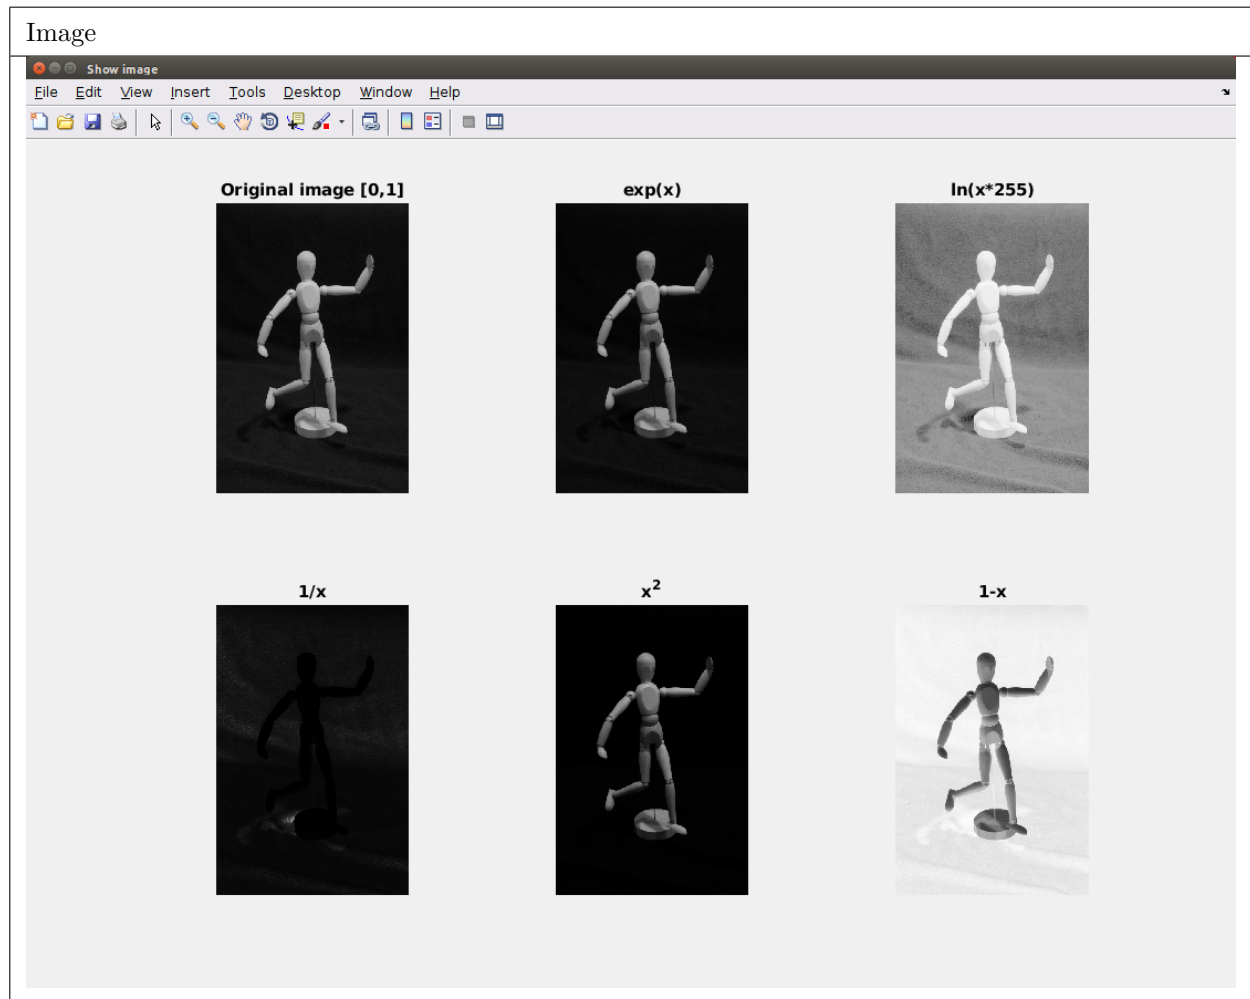 Image
Show image
File Edit View Insert Tools Desktop Window Help
Original image [0,1] exp(x) ln(x*255)
1/x x² 1-x